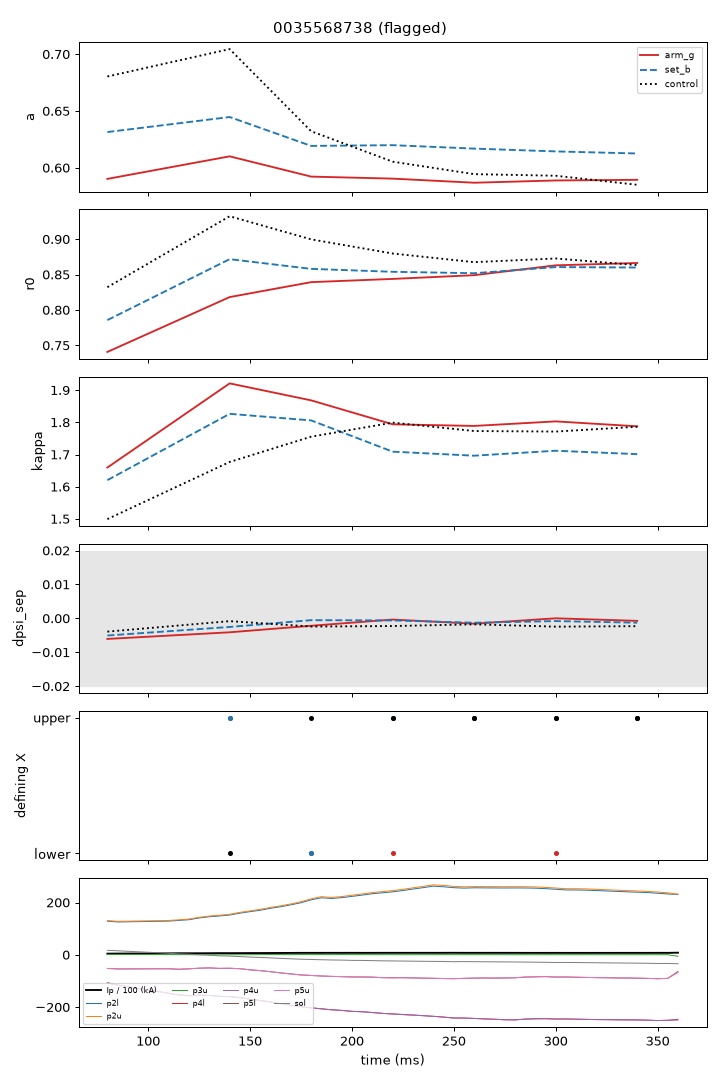 0035568738 (flagged)
0.70
0.65
0.60
a
arm_g
set_b
control
0.90
0.85
0.80
0.75
r0
1.9
1.8
1.7
1.6
1.5
kappa
0.02
0.01
0.00
−0.01
−0.02
dpsi_sep
upper
lower
defining X
200
0
−200
Ip / 100 (kA)
p2l
p2u
p3u
p4l
p4u
p5l
p5u
sol
100 150 200 250 300 350
time (ms)